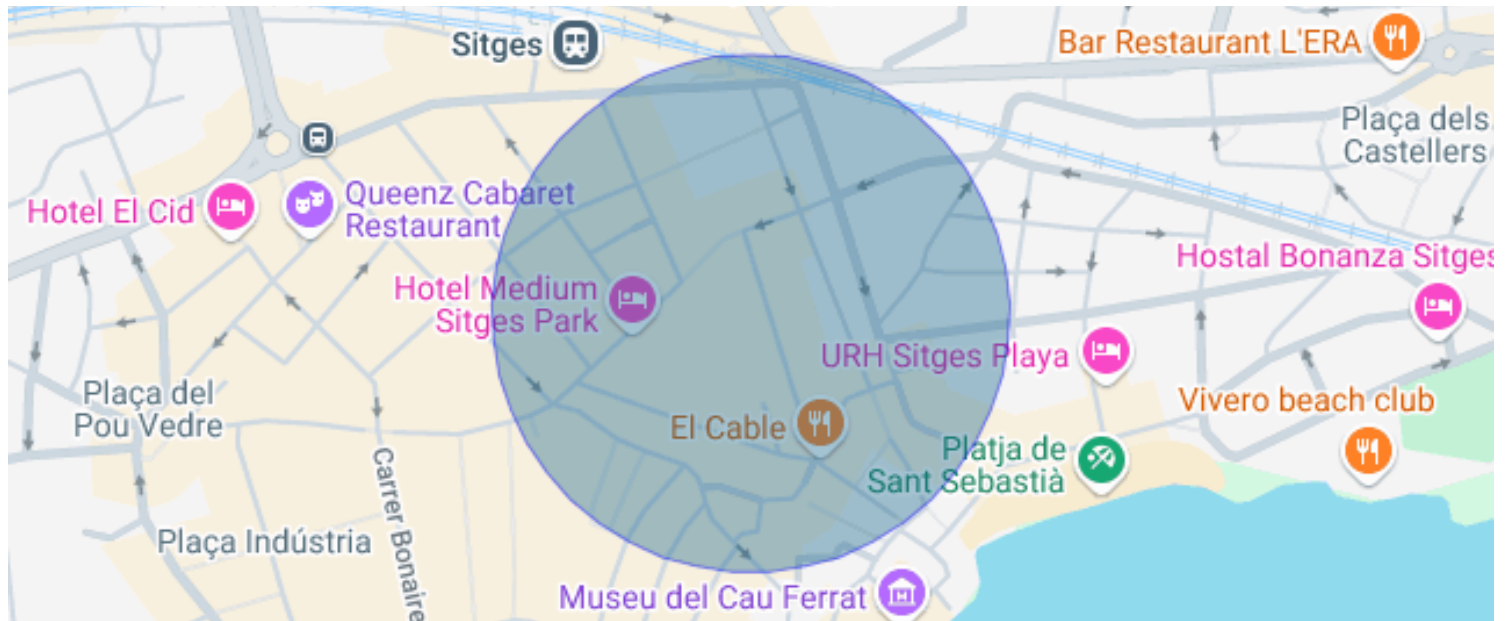 Sitges
Bar Restaurant L'ERA
Plaça dels
Castellers
Hotel El Cid
Queenz Cabaret
Restaurant
Hostal Bonanza Sitges
Hotel Medium
Sitges Park
URH Sitges Playa
Plaça del
Pou Vedre
Vivero beach club
El Cable
Platja de
Sant Sebastià
Carrer Bonaire
Plaça Indústria
Museu del Cau Ferrat